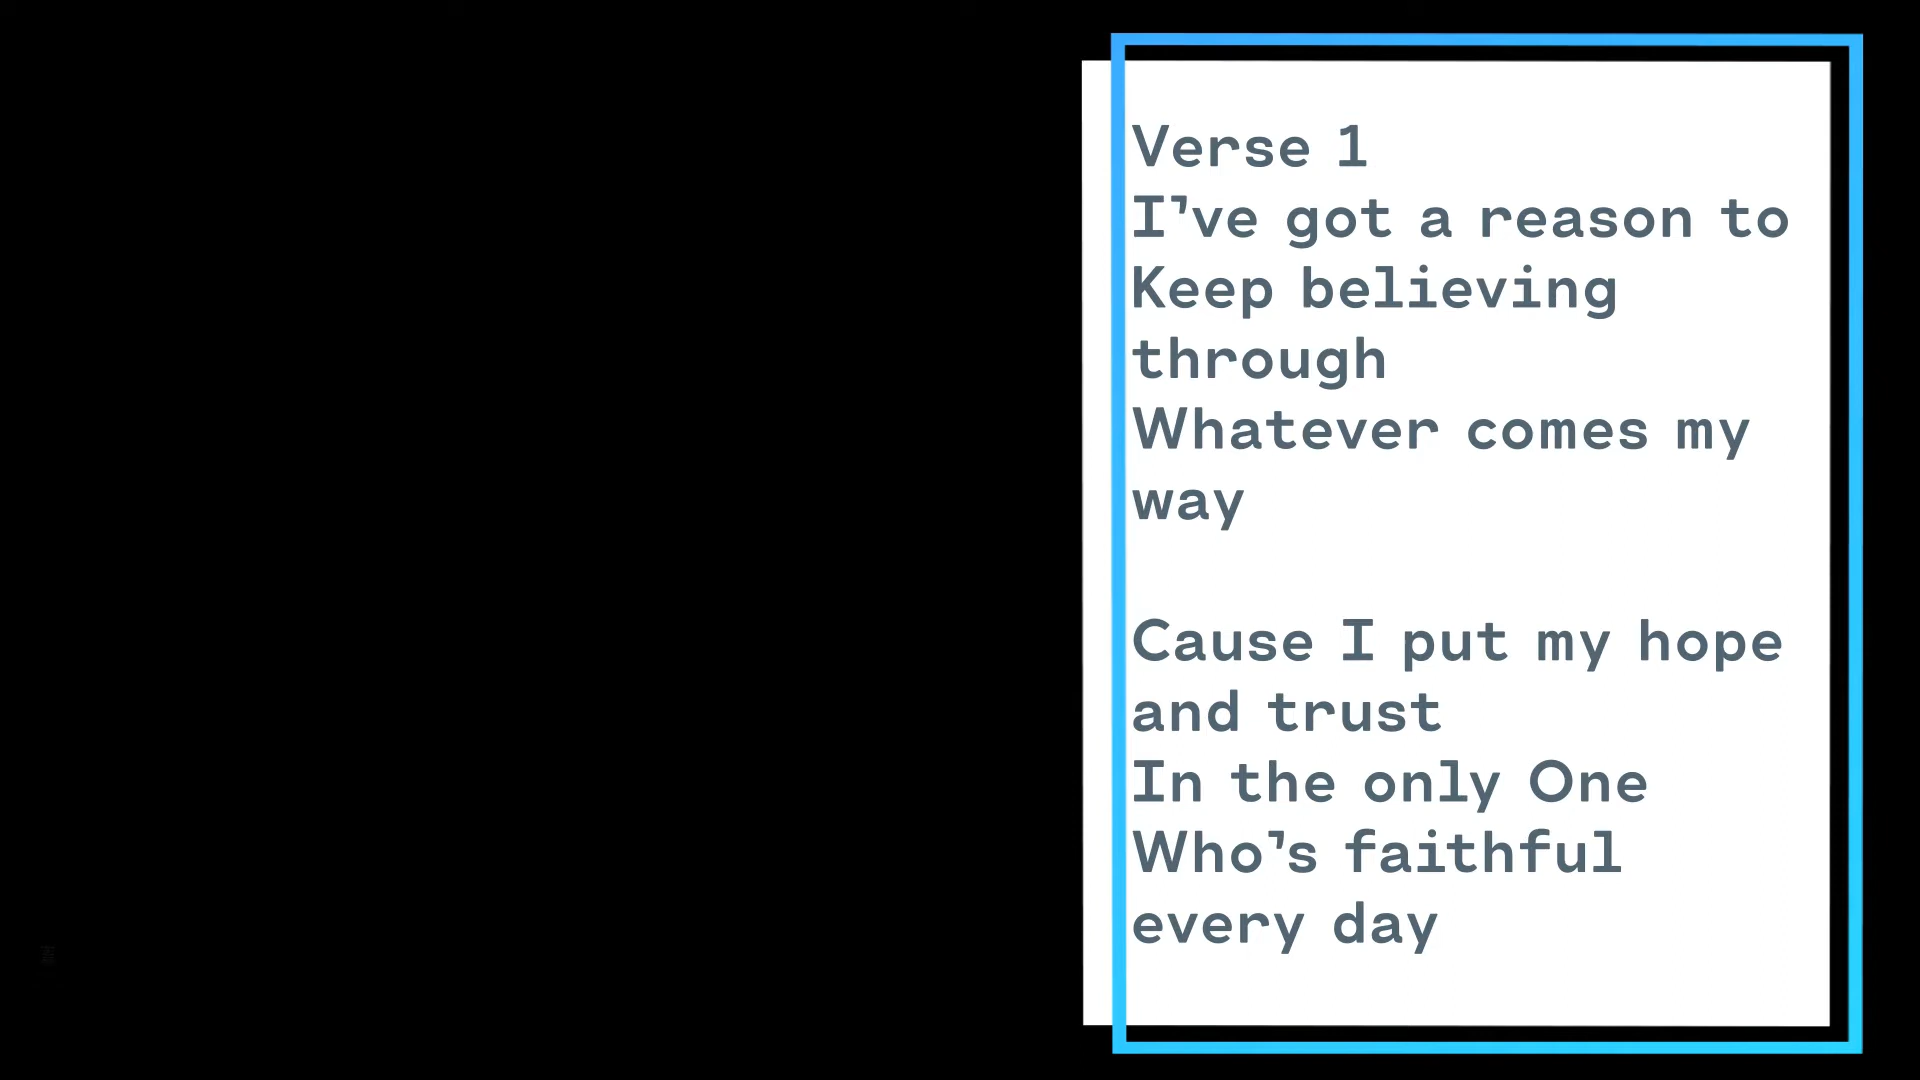 Verse 1
I’ve got a reason to
Keep believing
through
Whatever comes my
way
Cause I put my hope
and trust
In the only One
Who’s faithful
every day